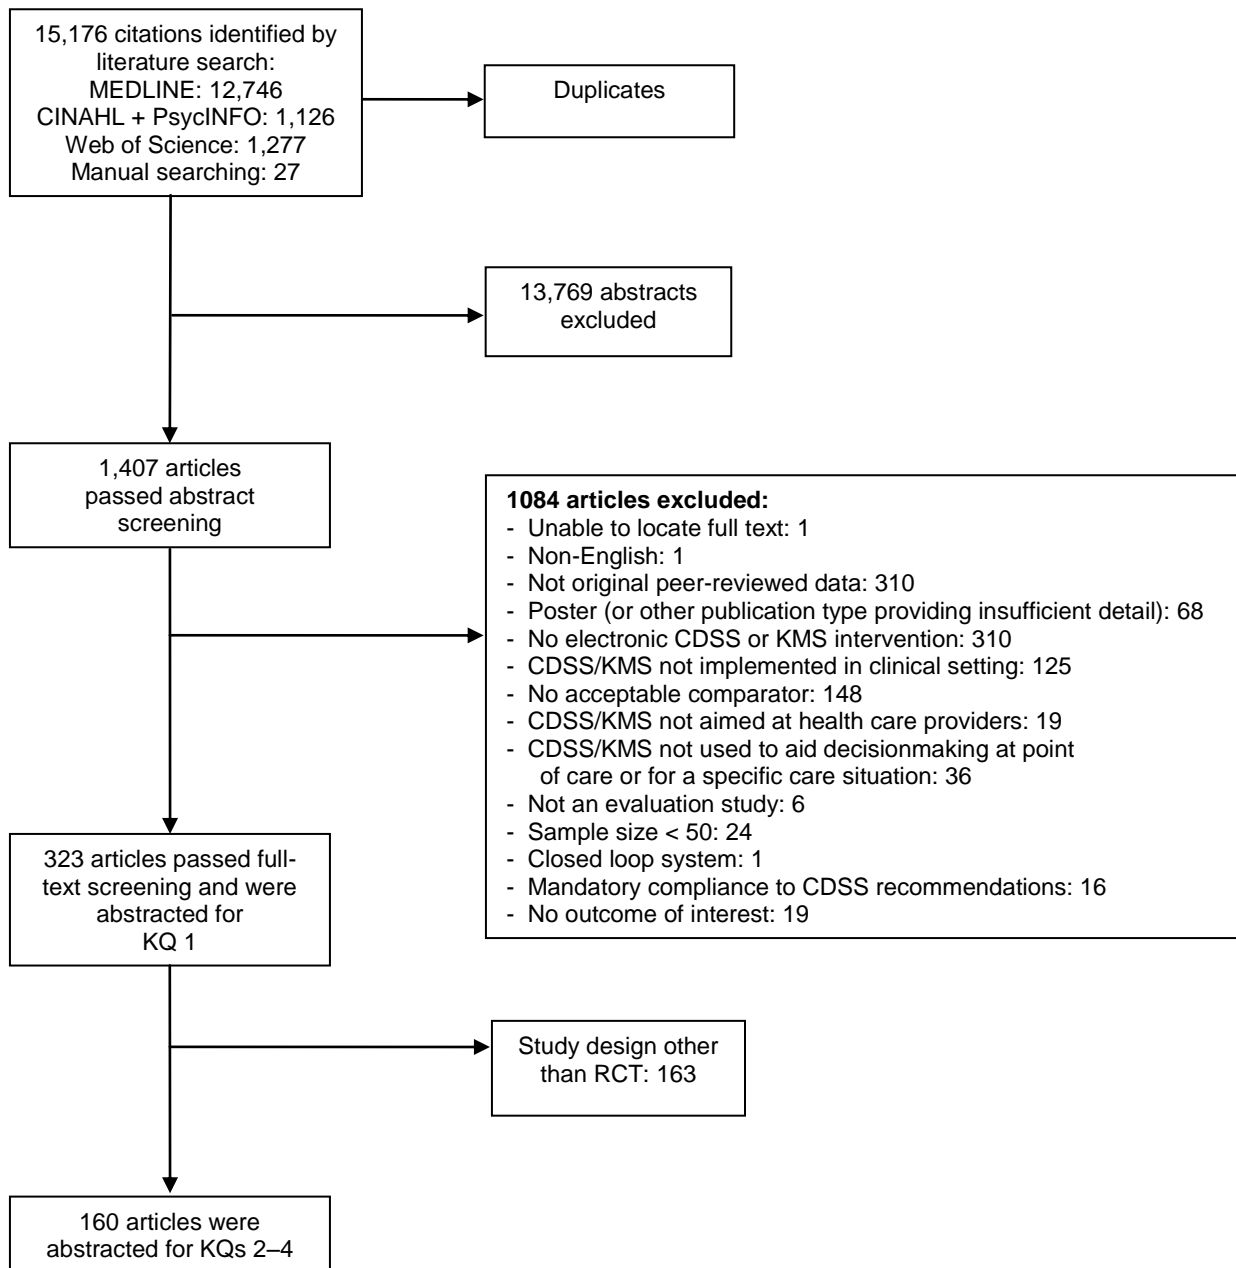 15,176 citations identified by
literature search:
MEDLINE: 12,746
CINAHL + PsycINFO: 1,126
Web of Science: 1,277
Manual searching: 27
Duplicates
13,769 abstracts
excluded
1,407 articles
passed abstract
screening
1084 articles excluded:
- Unable to locate full text: 1
- Non-English: 1
- Not original peer-reviewed data: 310
- Poster (or other publication type providing insufficient detail): 68
- No electronic CDSS or KMS intervention: 310
- CDSS/KMS not implemented in clinical setting: 125
- No acceptable comparator: 148
- CDSS/KMS not aimed at health care providers: 19
- CDSS/KMS not used to aid decisionmaking at point
of care or for a specific care situation: 36
- Not an evaluation study: 6
- Sample size < 50: 24
- Closed loop system: 1
- Mandatory compliance to CDSS recommendations: 16
- No outcome of interest: 19
323 articles passed full-
text screening and were
abstracted for
KQ 1
Study design other
than RCT: 163
160 articles were
abstracted for KQs 2–4